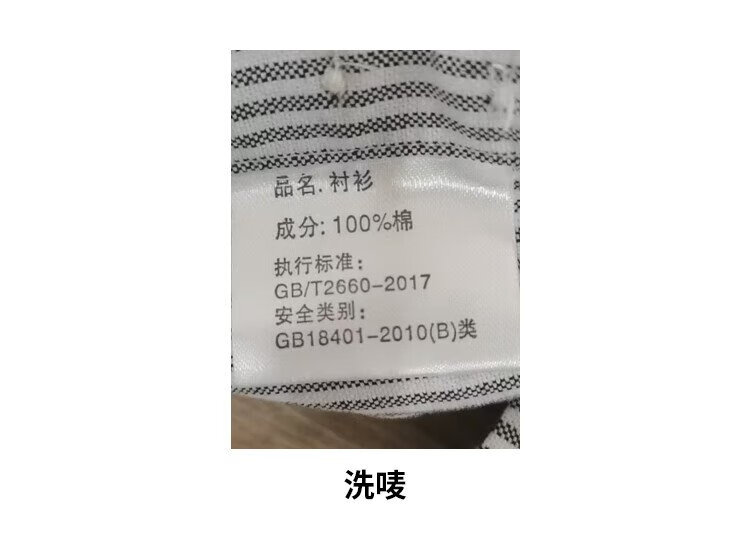 品名. 衬衫
成分: 100%棉
执行标准:
GB/T2660-2017
安全类别:
GB18401-2010(B)类
洗唛